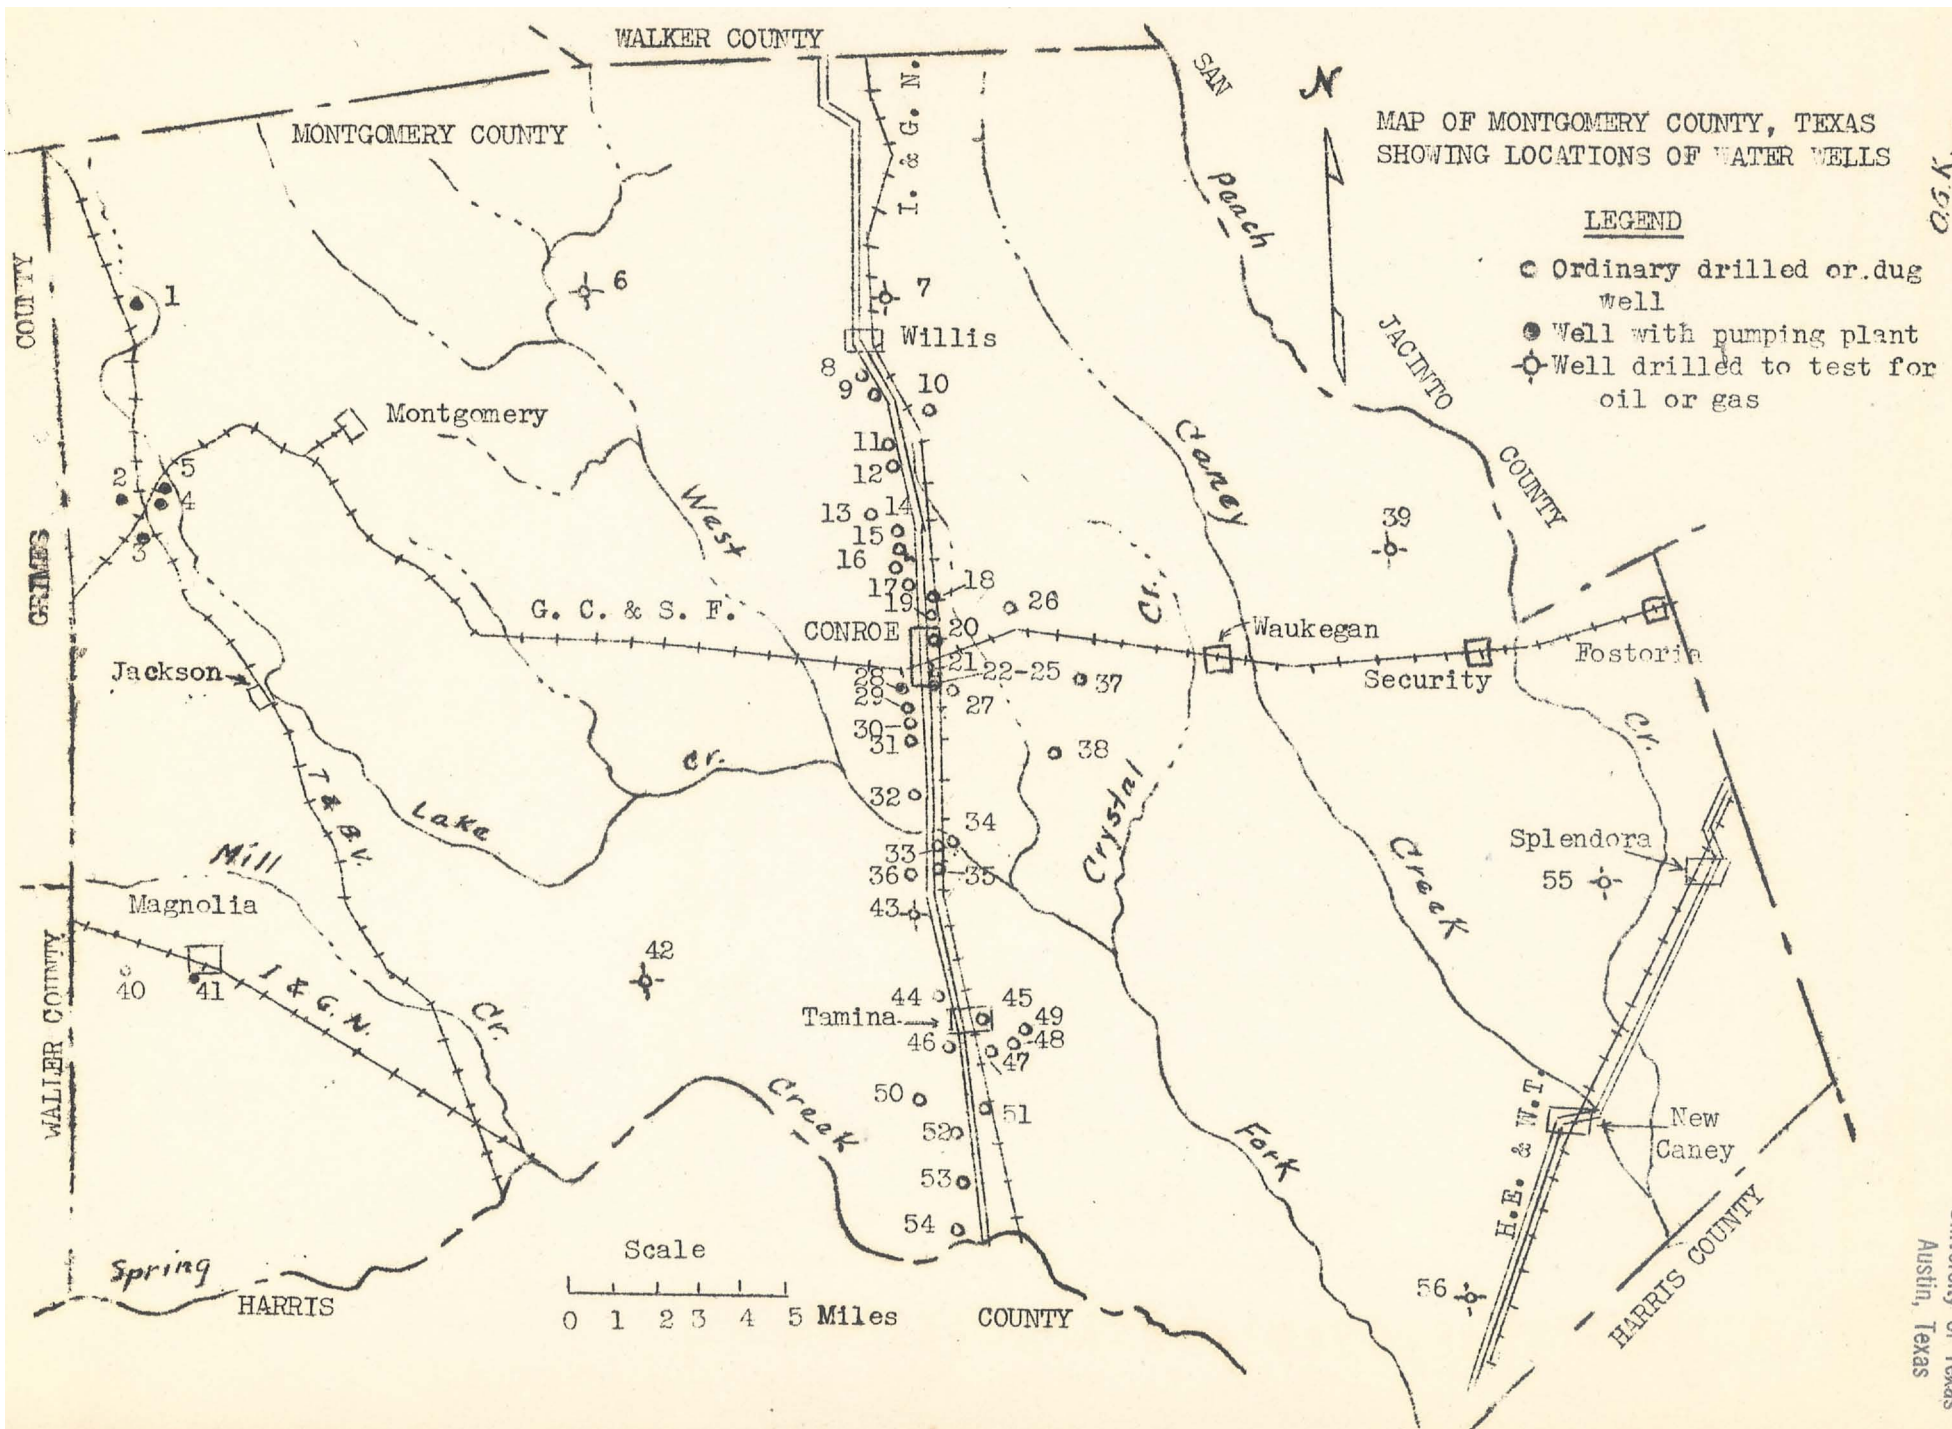 WALKER COUNTY
MONTGOMERY COUNTY
I. & G. N.
SAN
JACINTO
COUNTY
N
MAP OF MONTGOMERY COUNTY, TEXAS
SHOWING LOCATIONS OF WATER WELLS
LEGEND
Ordinary drilled or dug
well
Well with pumping plant
Well drilled to test for
oil or gas
Peach
COUNTY
GRIMES
1
6
7
Willis
8
9
10
Montgomery
11
12
2
5
4
3
13
14
15
16
17
18
19
26
West
Caney
39
G. C. & S. F.
CONROE
20
21
22-25
27
28
29
30
31
37
38
Cr.
Waukegan
Security
Fostoria
Cr.
Jackson
T & B.V.
Lake
Cr.
32
33
34
35
36
43
Crystal
Creek
Splendora
55
Mill
Magnolia
40
41
I & G. N.
Cr.
42
WALLER COUNTY
44
45
Tamina
46
47
48
49
50
51
52
53
54
Creek
Fork
H.E. & W.T.
New
Caney
56
HARRIS COUNTY
Spring
HARRIS
Scale
0 1 2 3 4 5 Miles
COUNTY
Austin, Texas